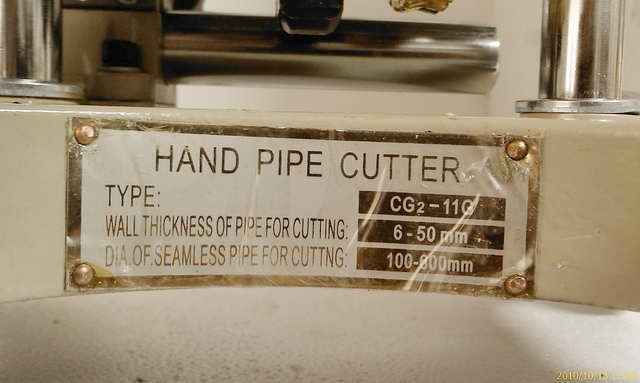 HAND PIPE CUTTER
TYPE: CG2-11G
WALL THICKNESS OF PIPE FOR CUTTING: 6-50 mm
DIA.OF.SEAMLESS PIPE FOR CUTTNG: 100-600mm